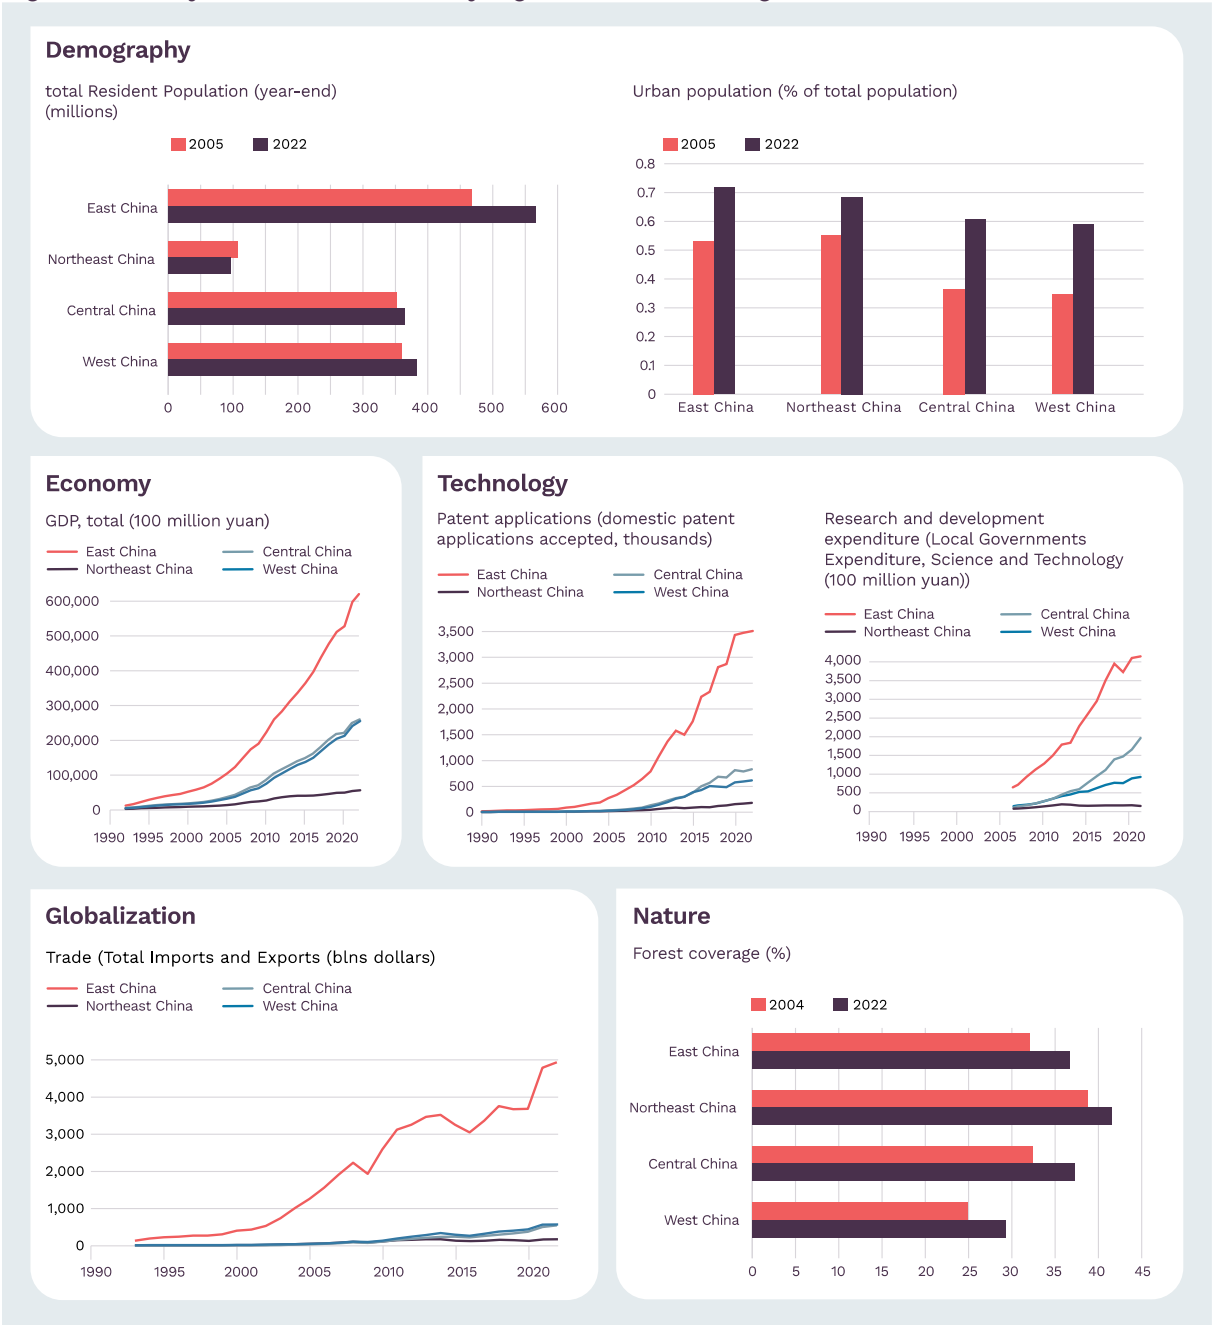 Demography
total Resident Population (year-end)
(millions)
2005 2022
East China
Northeast China
Central China
West China
0 100 200 300 400 500 600
Urban population (% of total population)
2005 2022
0.8
0.7
0.6
0.5
0.4
0.3
0.2
0.1
0
East China Northeast China Central China West China
Economy
GDP, total (100 million yuan)
East China Central China
Northeast China West China
600,000
500,000
400,000
300,000
200,000
100,000
0
1990 1995 2000 2005 2010 2015 2020
Technology
Patent applications (domestic patent
applications accepted, thousands)
East China Central China
Northeast China West China
3,500
3,000
2,500
2,000
1,500
1,000
500
0
1990 1995 2000 2005 2010 2015 2020
Research and development
expenditure (Local Governments
Expenditure, Science and Technology
(100 million yuan))
East China Central China
Northeast China West China
4,000
3,500
3,000
2,500
2,000
1,500
1,000
500
0
1990 1995 2000 2005 2010 2015 2020
Globalization
Trade (Total Imports and Exports (blns dollars)
East China Central China
Northeast China West China
5,000
4,000
3,000
2,000
1,000
0
1990 1995 2000 2005 2010 2015 2020
Nature
Forest coverage (%)
2004 2022
East China
Northeast China
Central China
West China
0 5 10 15 20 25 30 35 40 45